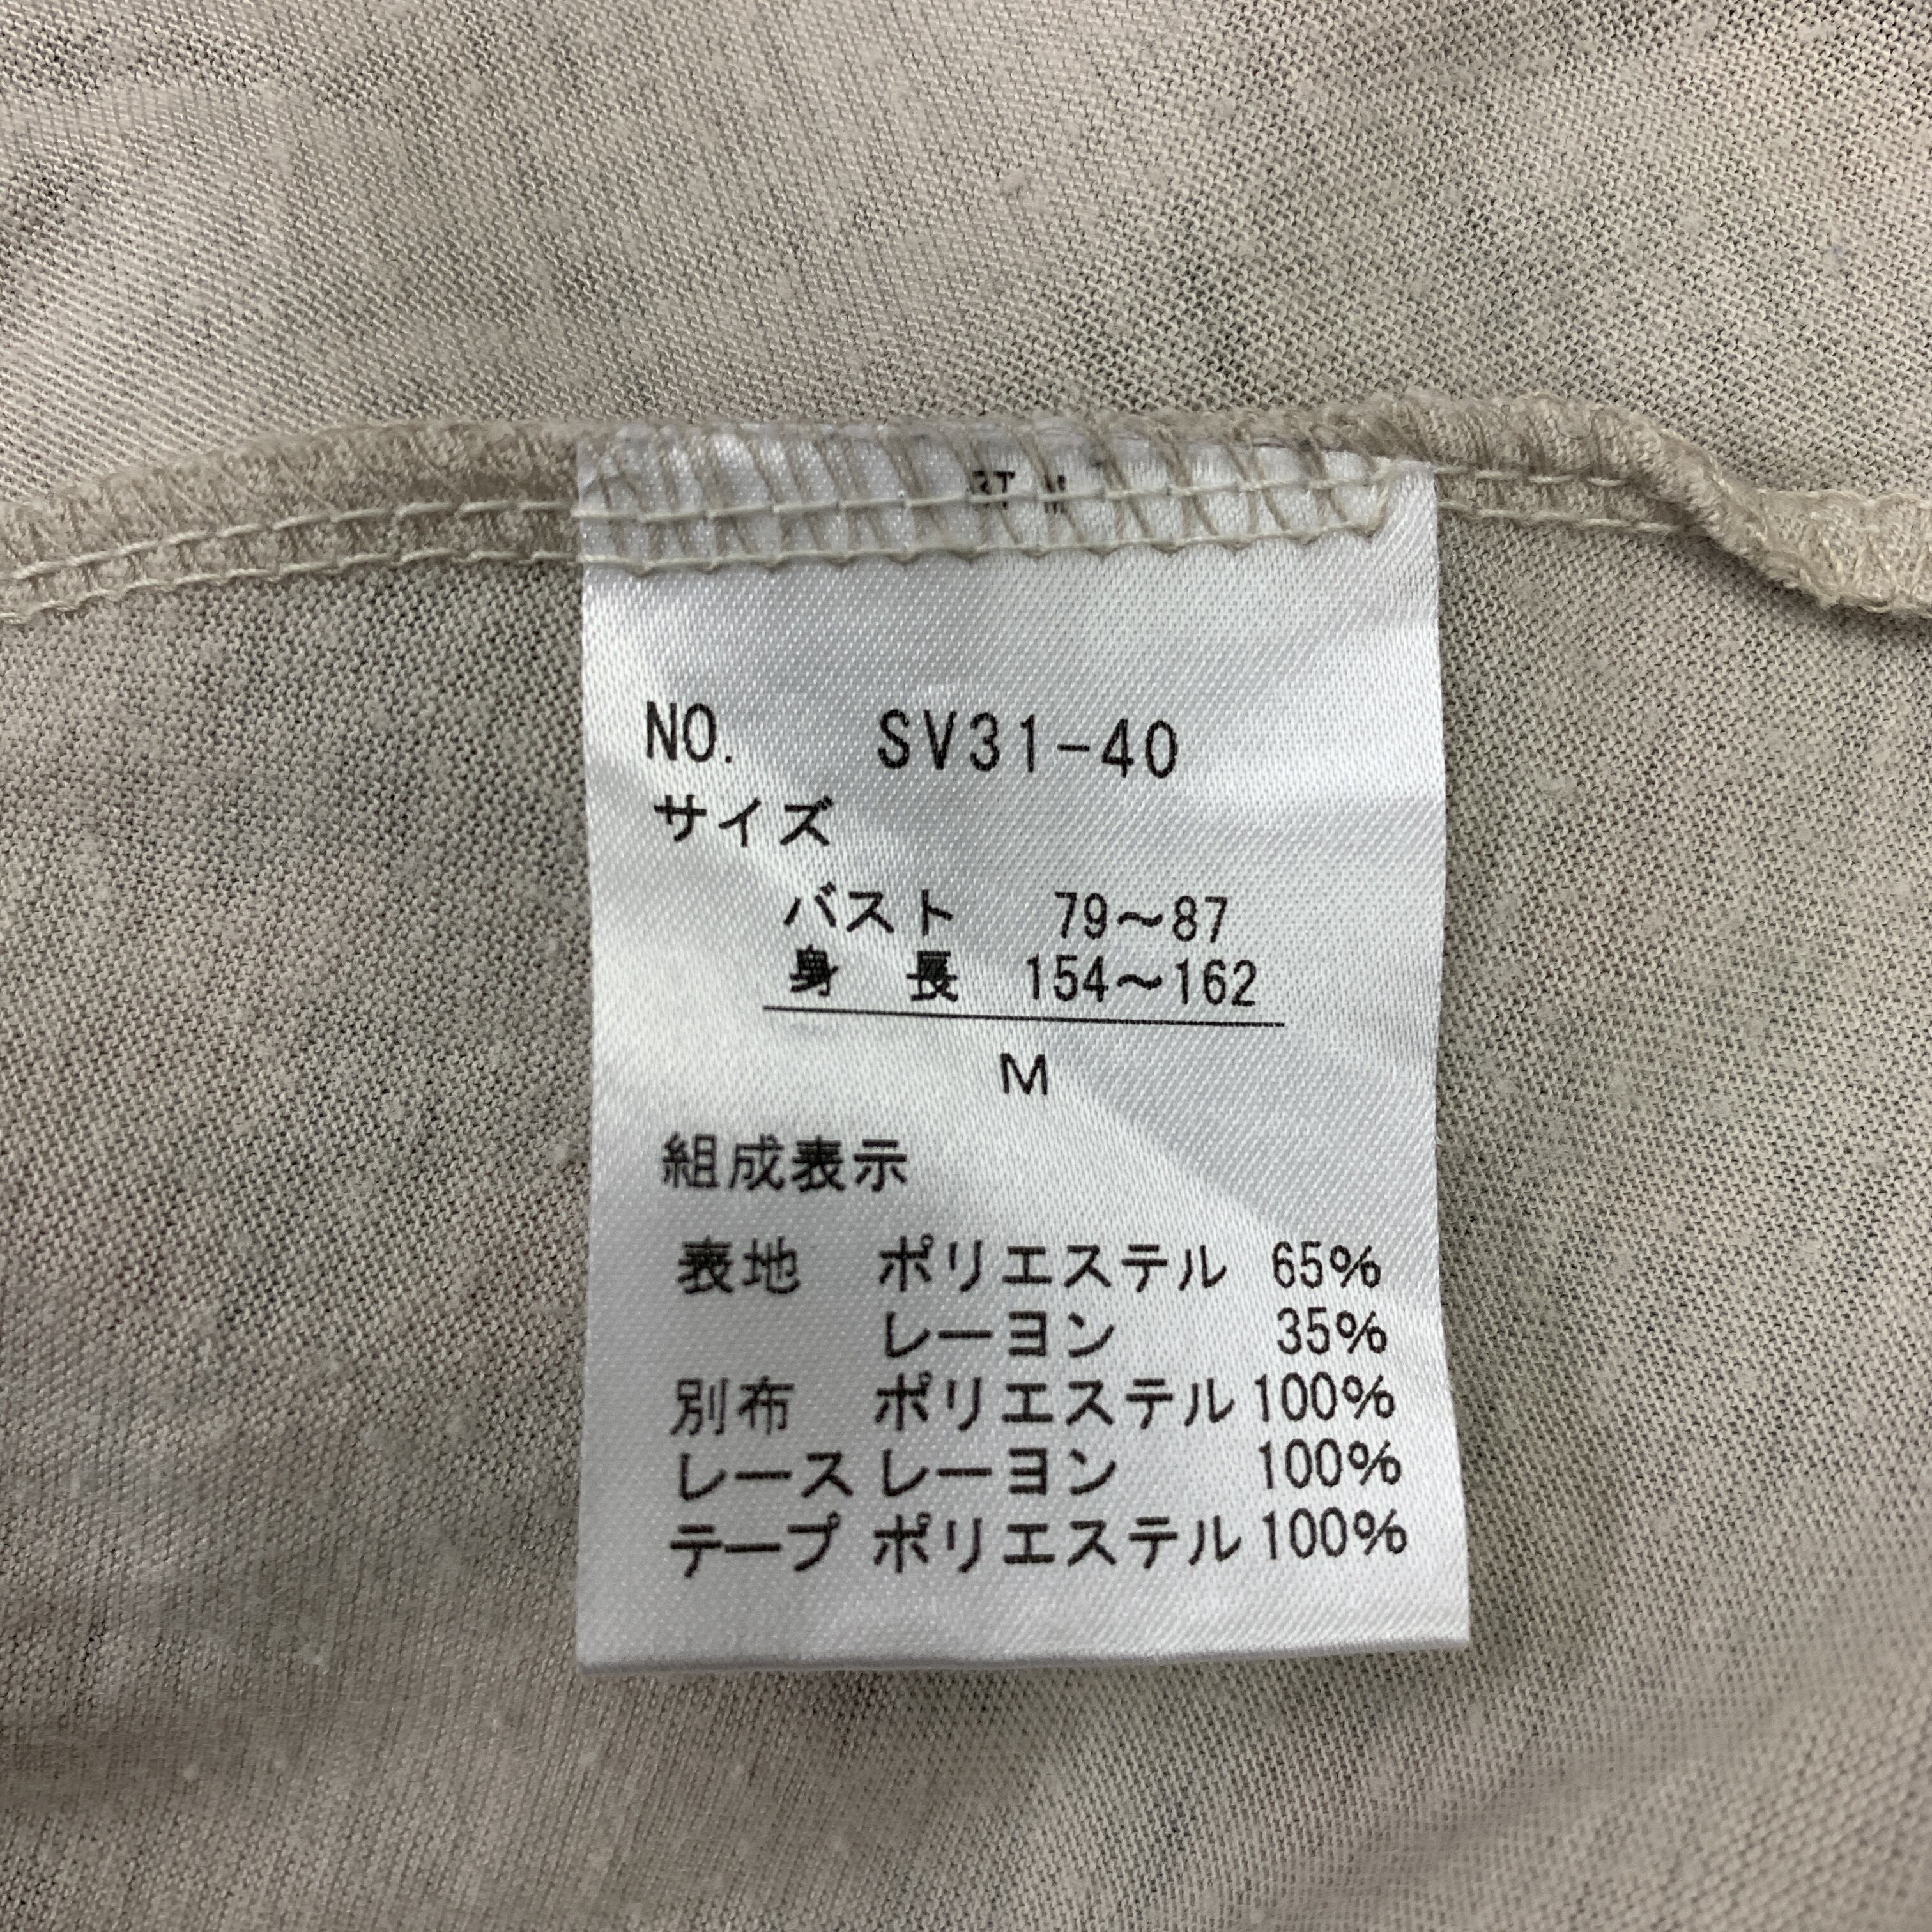 NO. SV31-40
サイズ
バスト 79～87
身 長 154～162
M
組成表示
表地 ポリエステル 65%
レーヨン 35%
別布 ポリエステル 100%
レース レーヨン 100%
テープ ポリエステル 100%